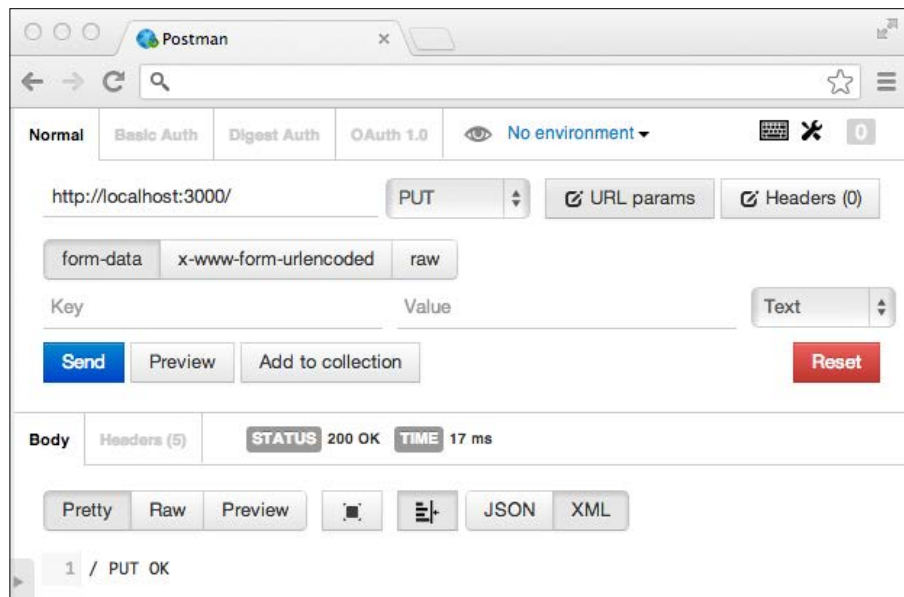 Postman
Normal Basic Auth Digest Auth OAuth 1.0 No environment 0
http://localhost:3000/ PUT URL params Headers (0)
form-data x-www-form-urlencoded raw
Key Value Text
Send Preview Add to collection Reset
Body Headers (5) STATUS 200 OK TIME 17 ms
Pretty Raw Preview JSON XML
1 / PUT OK